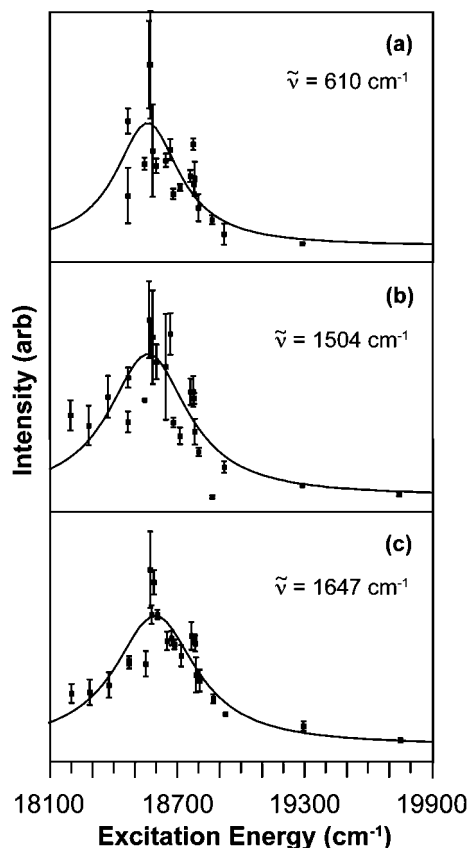 (a)
ṽ = 610 cm⁻¹
(b)
ṽ = 1504 cm⁻¹
(c)
ṽ = 1647 cm⁻¹
Intensity (arb)
18100 18700 19300 19900
Excitation Energy (cm⁻¹)